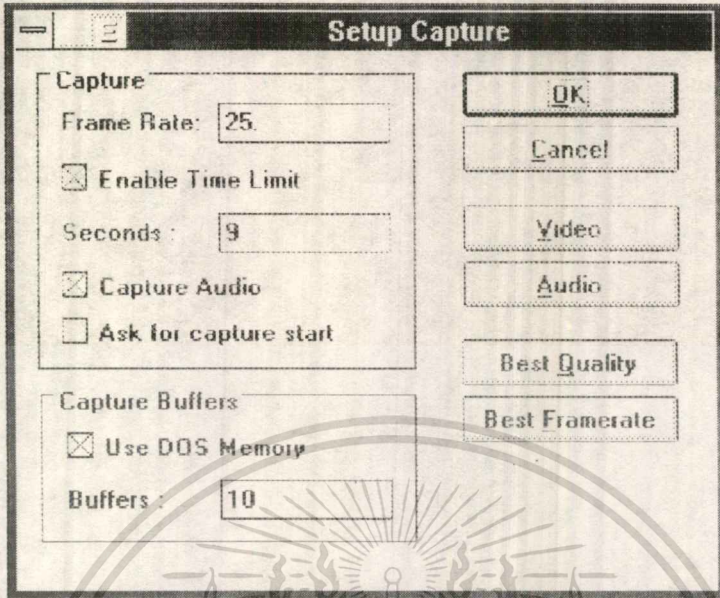 Setup Capture
Capture
Frame Rate: 25.
Enable Time Limit
Seconds : 9
Capture Audio
Ask for capture start
Capture Buffers
Use DOS Memory
Buffers : 10
OK
Cancel
Video
Audio
Best Quality
Best Framerate